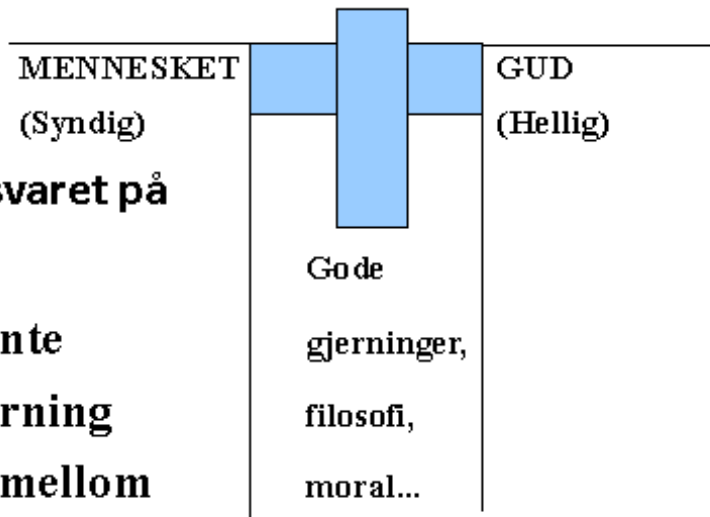 MENNESKET GUD
(Syndig) (Hellig)
svaret på
Gode
nte gjerninger,
rning filosofi,
mellom moral...